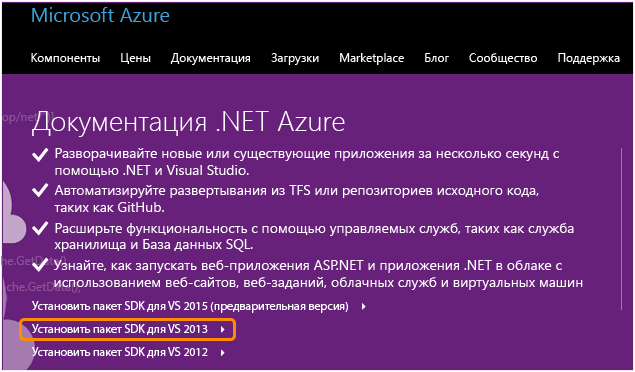 Microsoft Azure
Компоненты Цены Документация Загрузки Marketplace Блог Сообщество Поддержка
Документация .NET Azure
Разворачивайте новые или существующие приложения за несколько секунд с
помощью .NET и Visual Studio.
Автоматизируйте развертывания из TFS или репозиториев исходного кода,
таких как GitHub.
Расширьте функциональность с помощью управляемых служб, таких как служба
хранилища и База данных SQL.
Узнайте, как запускать веб-приложения ASP.NET и приложения .NET в облаке с
использованием веб-сайтов, веб-заданий, облачных служб и виртуальных машин
Установить пакет SDK для VS 2015 (предварительная версия)
Установить пакет SDK для VS 2013
Установить пакет SDK для VS 2012